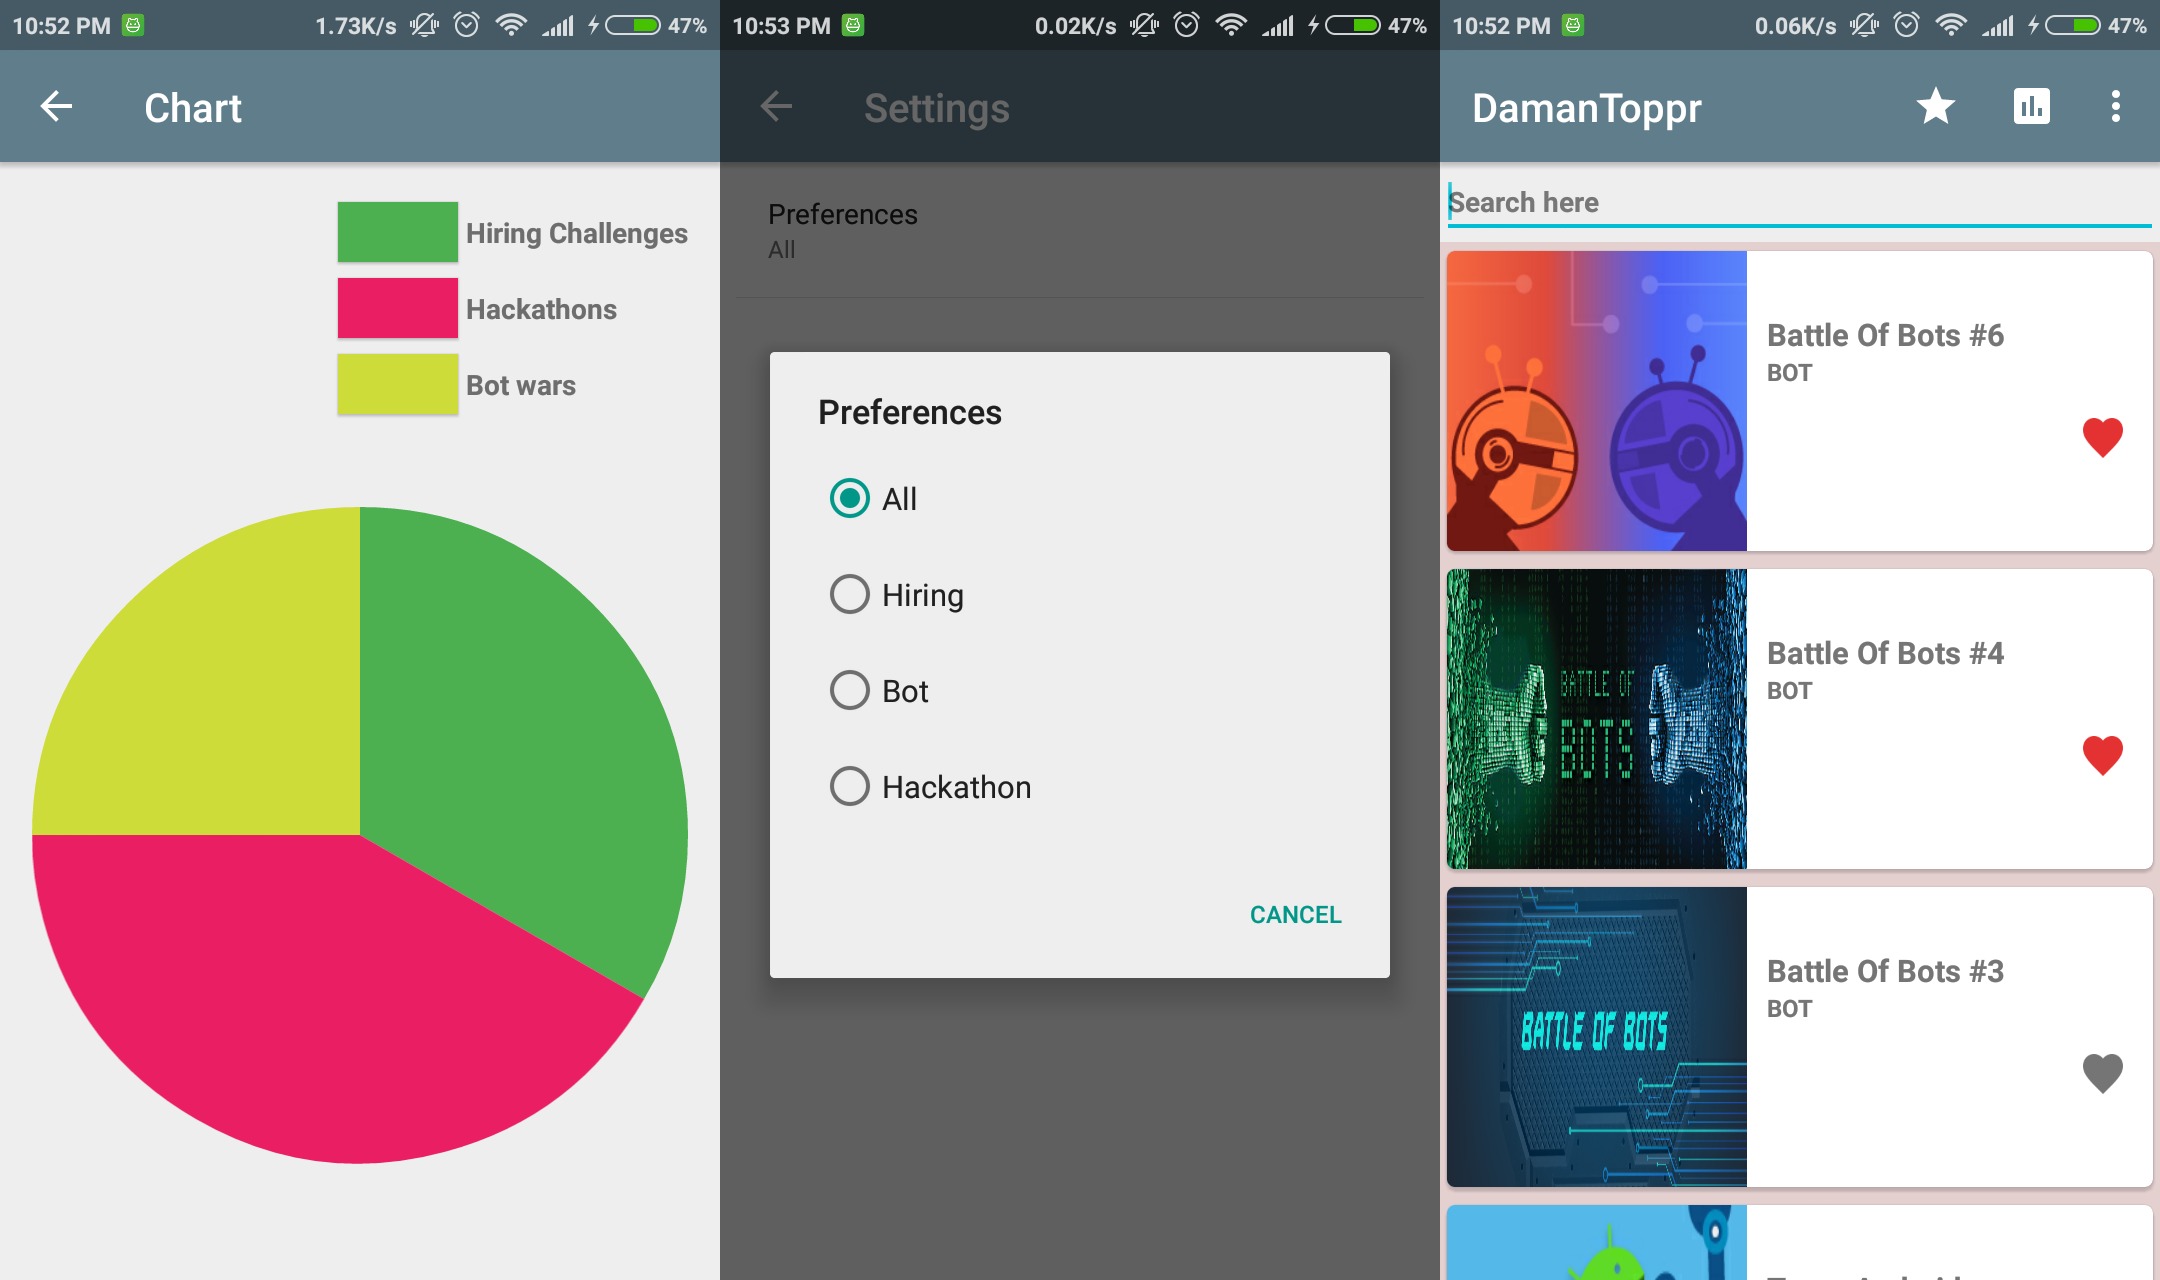 10:52 PM 1.73K/s 47%
Chart
Hiring Challenges
Hackathons
Bot wars
10:53 PM 0.02K/s 47%
Settings
Preferences
All
Preferences
All
Hiring
Bot
Hackathon
CANCEL
10:52 PM 0.06K/s 47%
DamanToppr
Search here
Battle Of Bots #6
BOT
BATTLE OF
BOTS
Battle Of Bots #4
BOT
BATTLE OF BOTS
Battle Of Bots #3
BOT